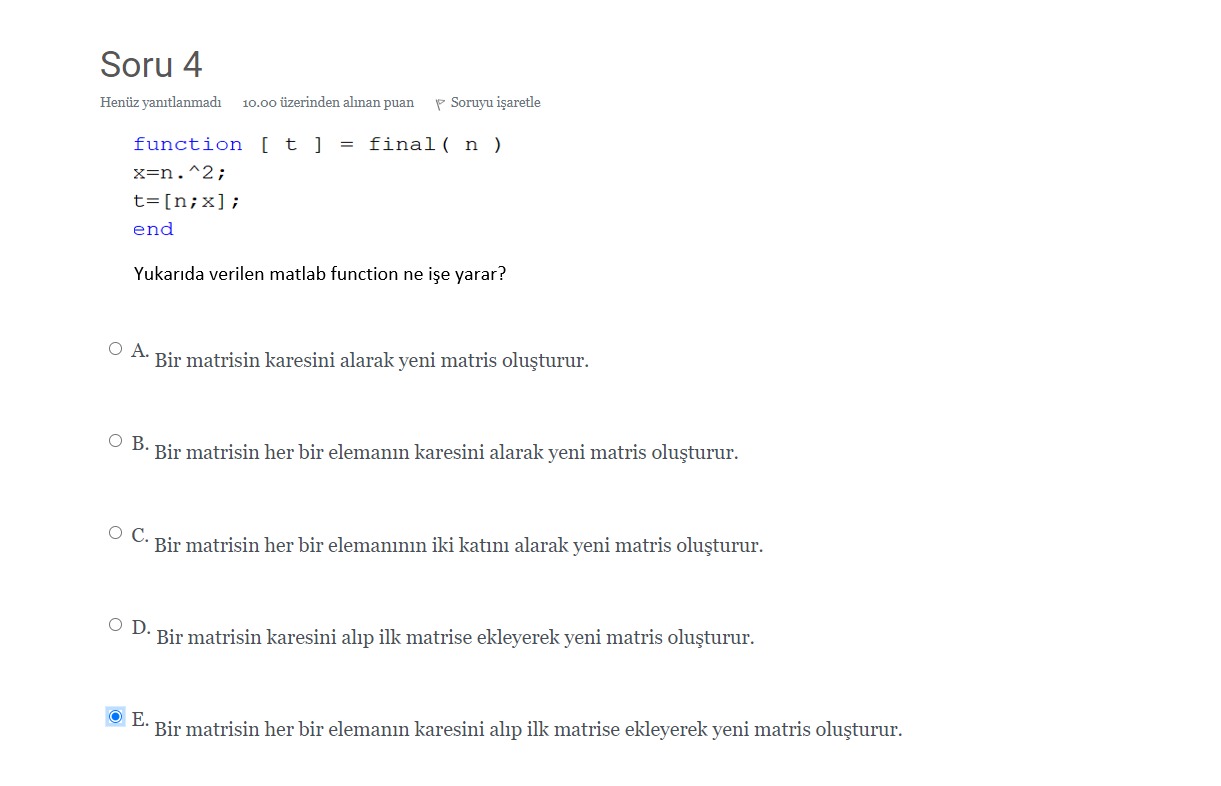 Soru 4
Henüz yanıtlanmadı 10.00 üzerinden alınan puan Soruyu işaretle
function [ t ] = final( n )
x=n.^2;
t=[n;x];
end
Yukarıda verilen matlab function ne işe yarar?
A. Bir matrisin karesini alarak yeni matris oluşturur.
B. Bir matrisin her bir elemanın karesini alarak yeni matris oluşturur.
C. Bir matrisin her bir elemanının iki katını alarak yeni matris oluşturur.
D. Bir matrisin karesini alıp ilk matrise ekleyerek yeni matris oluşturur.
E. Bir matrisin her bir elemanın karesini alıp ilk matrise ekleyerek yeni matris oluşturur.